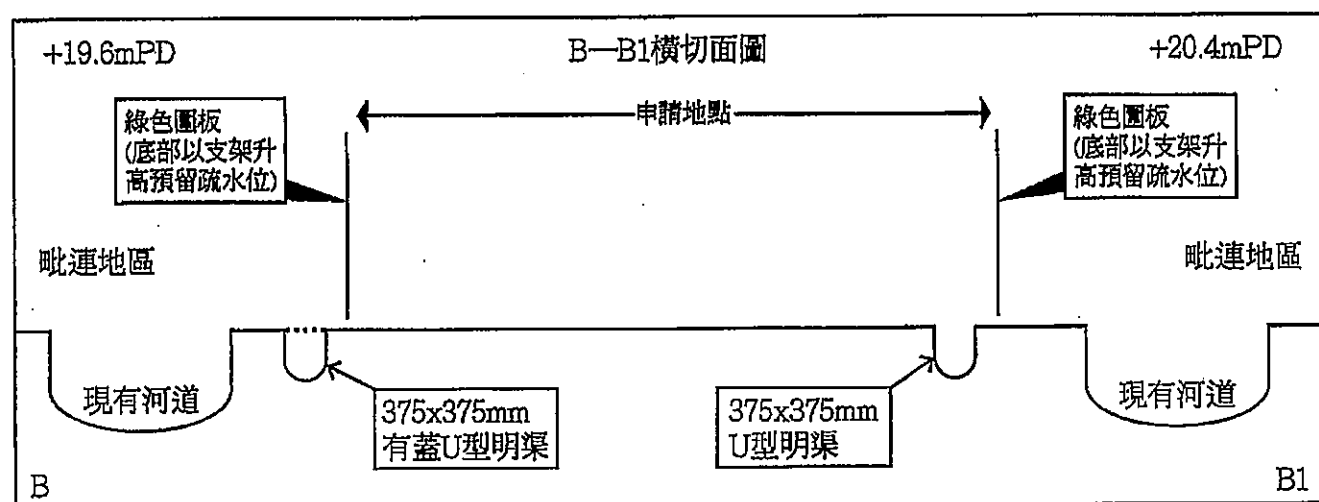 +19.6mPD
B—B1橫切面圖
+20.4mPD
申請地點
綠色圍板
(底部以支架升
高預留疏水位)
綠色圍板
(底部以支架升
高預留疏水位)
毗連地區
毗連地區
現有河道
375x375mm
有蓋U型明渠
375x375mm
U型明渠
現有河道
B
B1